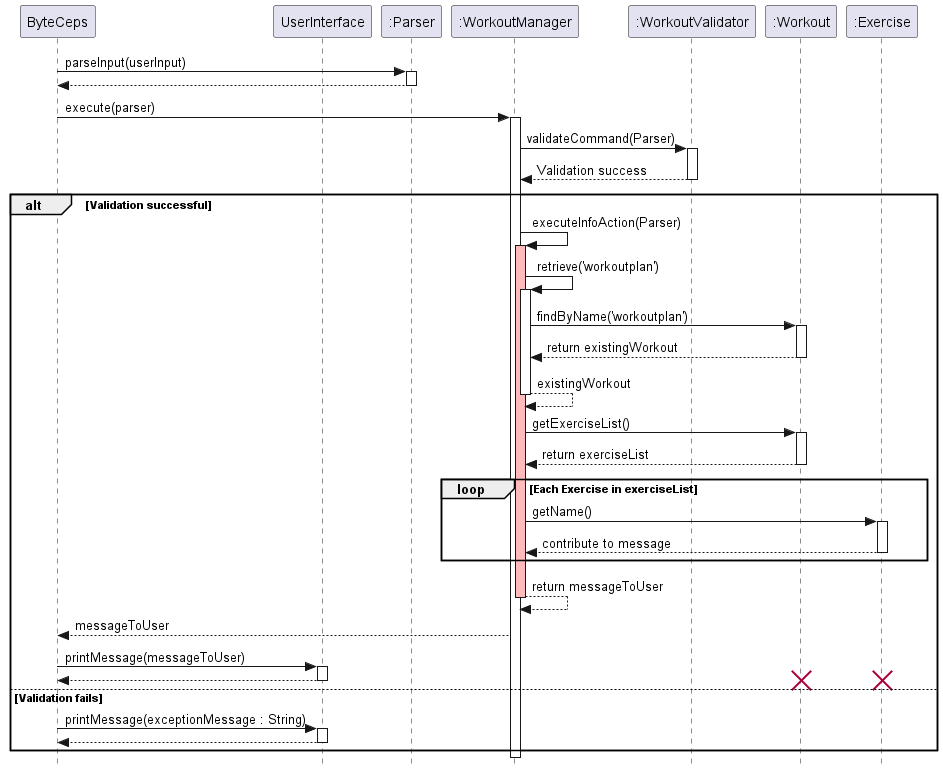 ByteCeps
UserInterface
:Parser
:WorkoutManager
:WorkoutValidator
:Workout
:Exercise
parseInput(userInput)
execute(parser)
validateCommand(Parser)
Validation success
alt [Validation successful]
executeInfoAction(Parser)
retrieve('workoutplan')
findByName('workoutplan')
return existingWorkout
existingWorkout
getExerciseList()
return exerciseList
loop [Each Exercise in exerciseList]
getName()
contribute to message
return messageToUser
messageToUser
printMessage(messageToUser)
[Validation fails]
printMessage(exceptionMessage : String)